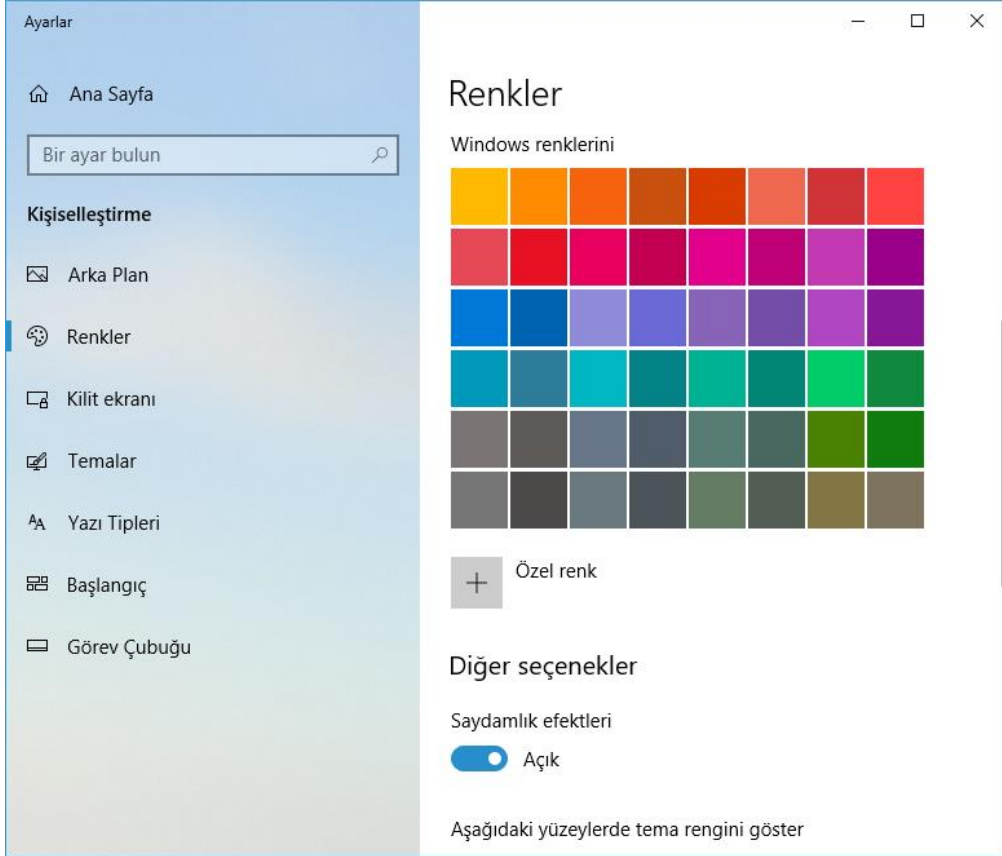 Ayarlar
Ana Sayfa
Bir ayar bulun
Kişiselleştirme
Arka Plan
Renkler
Kilit ekranı
Temalar
Yazı Tipleri
Başlangıç
Görev Çubuğu
Renkler
Windows renklerini
Özel renk
Diğer seçenekler
Saydamlık efektleri
Açık
Aşağıdaki yüzeylerde tema rengini göster